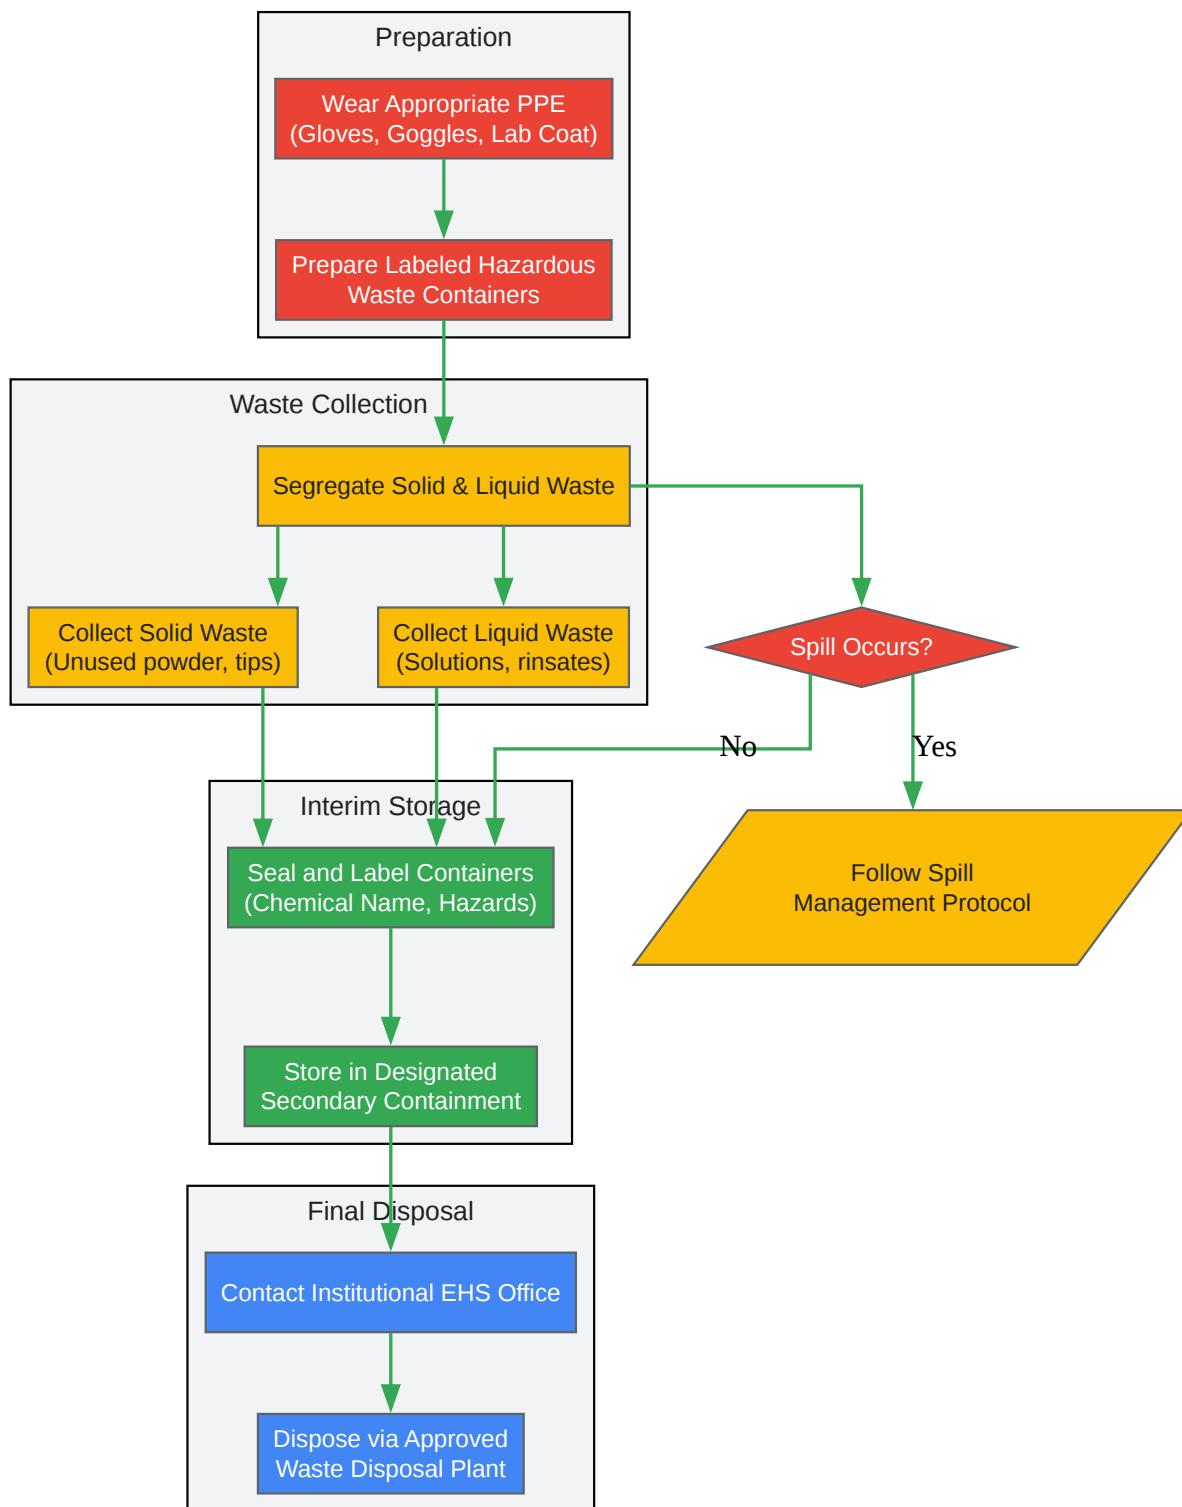 Preparation
Wear Appropriate PPE
(Gloves, Goggles, Lab Coat)
Prepare Labeled Hazardous
Waste Containers
Waste Collection
Segregate Solid & Liquid Waste
Collect Solid Waste
(Unused powder, tips)
Collect Liquid Waste
(Solutions, rinsates)
Spill Occurs?
No
Yes
Interim Storage
Seal and Label Containers
(Chemical Name, Hazards)
Follow Spill
Management Protocol
Store in Designated
Secondary Containment
Final Disposal
Contact Institutional EHS Office
Dispose via Approved
Waste Disposal Plant